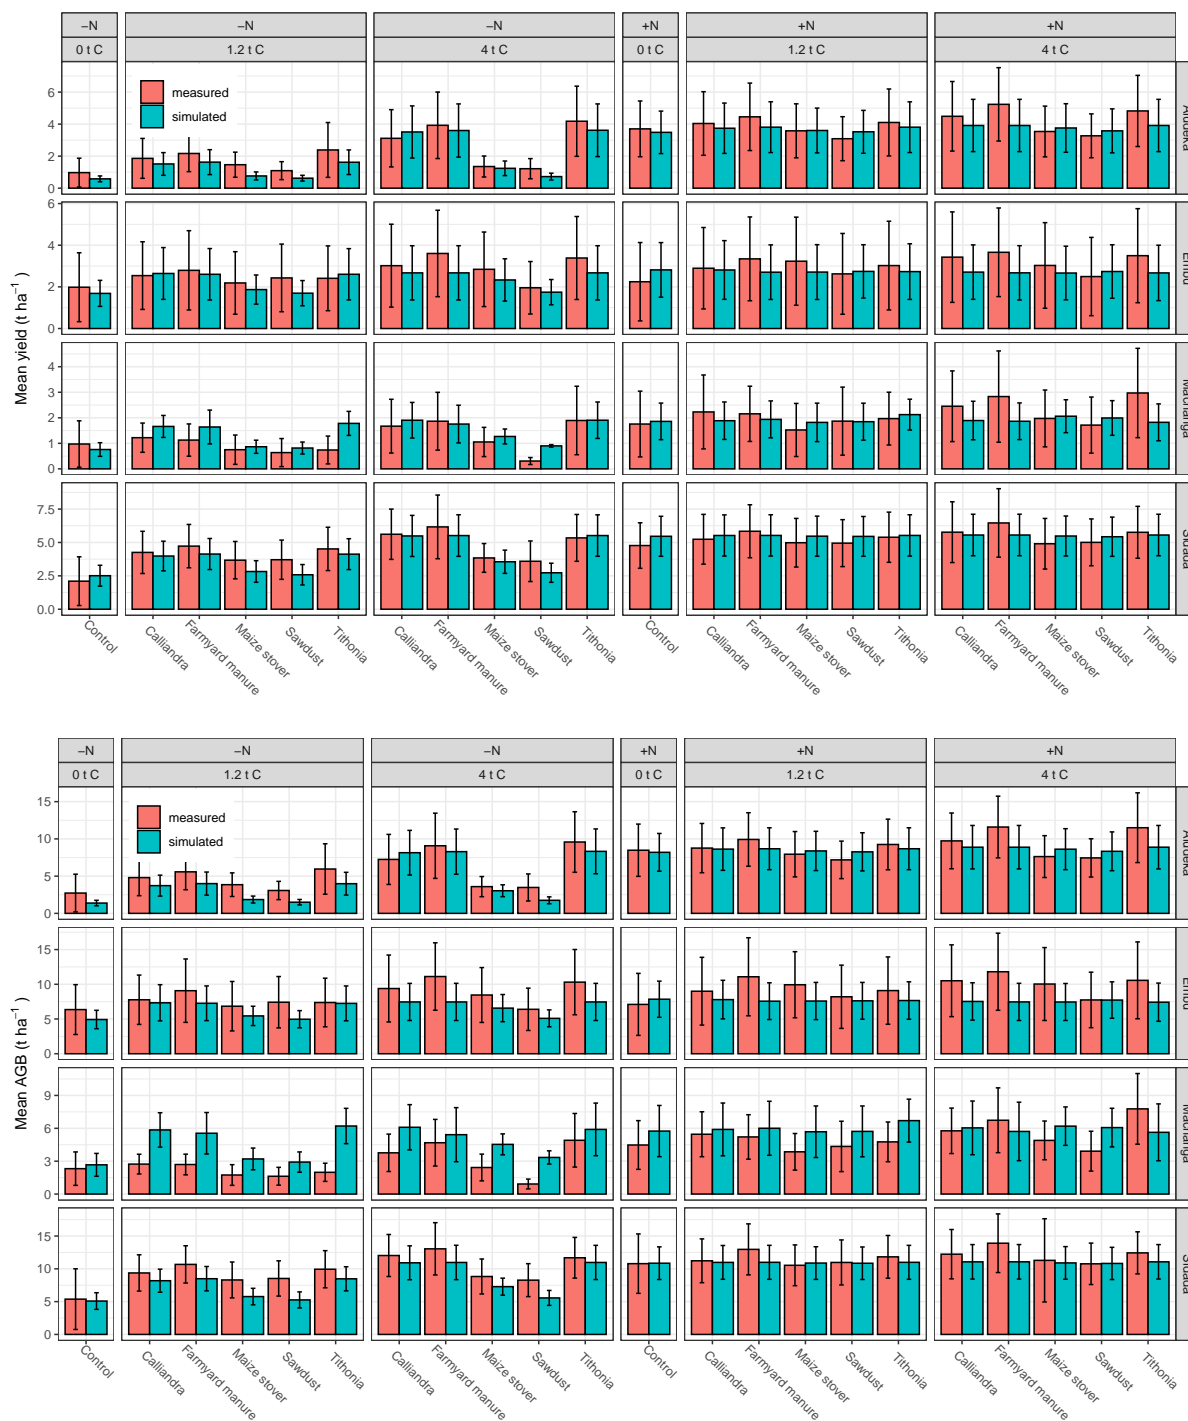 −N −N −N +N +N +N
0 t C 1.2 t C 4 t C 0 t C 1.2 t C 4 t C
measured
simulated
Mean yield (t ha⁻¹)
6
4
2
0
6
4
2
0
Embu
4
3
2
1
0
Machanga
7.5
5.0
2.5
0.0
Sidada
Control Calliandra Farmyard manure Maize stover Sawdust Tithonia Calliandra Farmyard manure Maize stover Sawdust Tithonia Control Calliandra Farmyard manure Maize stover Sawdust Tithonia Calliandra Farmyard manure Maize stover Sawdust Tithonia
−N −N −N +N +N +N
0 t C 1.2 t C 4 t C 0 t C 1.2 t C 4 t C
measured
simulated
Mean AGB (t ha⁻¹)
15
10
5
0
15
10
5
0
Embu
9
6
3
0
Machanga
15
10
5
0
Sidada
Control Calliandra Farmyard manure Maize stover Sawdust Tithonia Calliandra Farmyard manure Maize stover Sawdust Tithonia Control Calliandra Farmyard manure Maize stover Sawdust Tithonia Calliandra Farmyard manure Maize stover Sawdust Tithonia